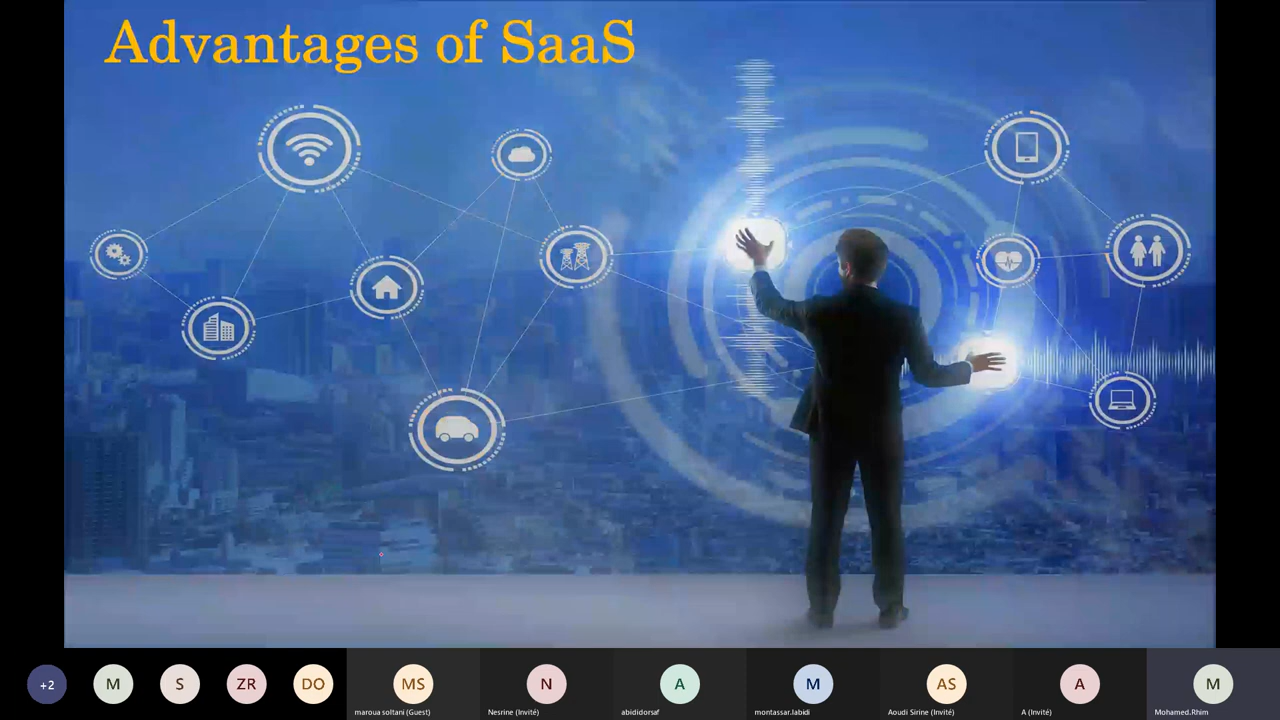 Advantages of SaaS
+2
M
S
ZR
DO
MS
N
A
M
AS
A
M
maroua soltani (Guest)
Nesrine (Invité)
abididorsaf
montassar.labidi
Aoudi Sirine (Invité)
A (Invité)
Mohamed.Rhim